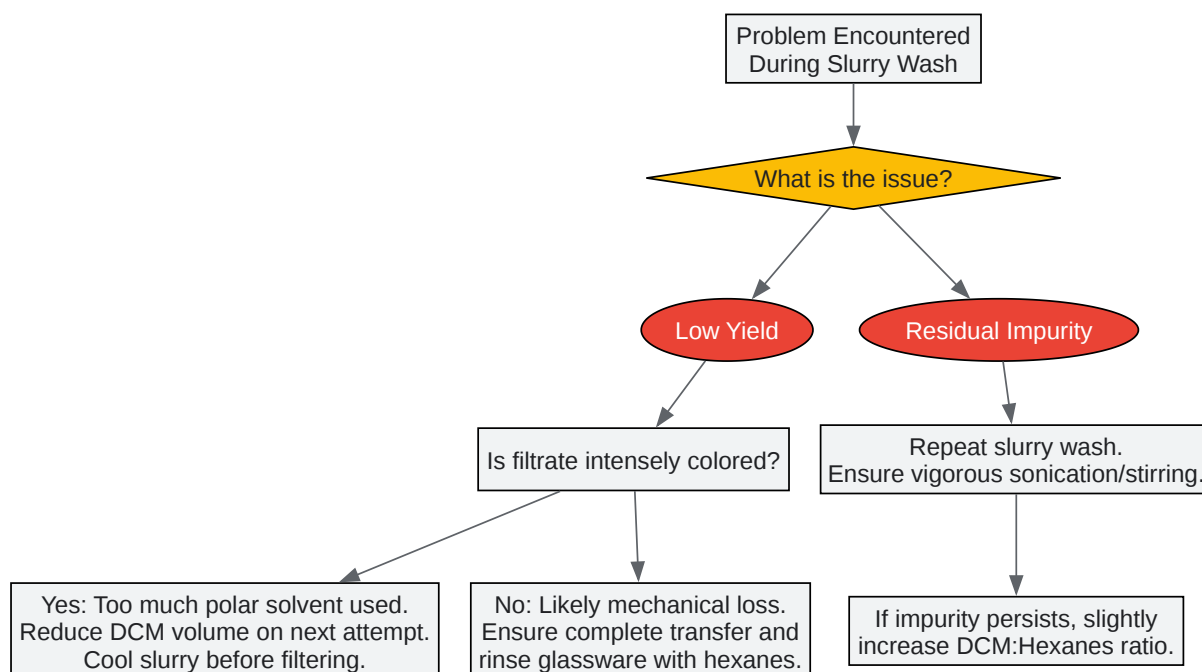 Problem Encountered
During Slurry Wash
What is the issue?
Low Yield
Residual Impurity
Is filtrate intensely colored?
Repeat slurry wash.
Ensure vigorous sonication/stirring.
Yes: Too much polar solvent used.
Reduce DCM volume on next attempt.
Cool slurry before filtering.
No: Likely mechanical loss.
Ensure complete transfer and
rinse glassware with hexanes.
If impurity persists, slightly
increase DCM:Hexanes ratio.